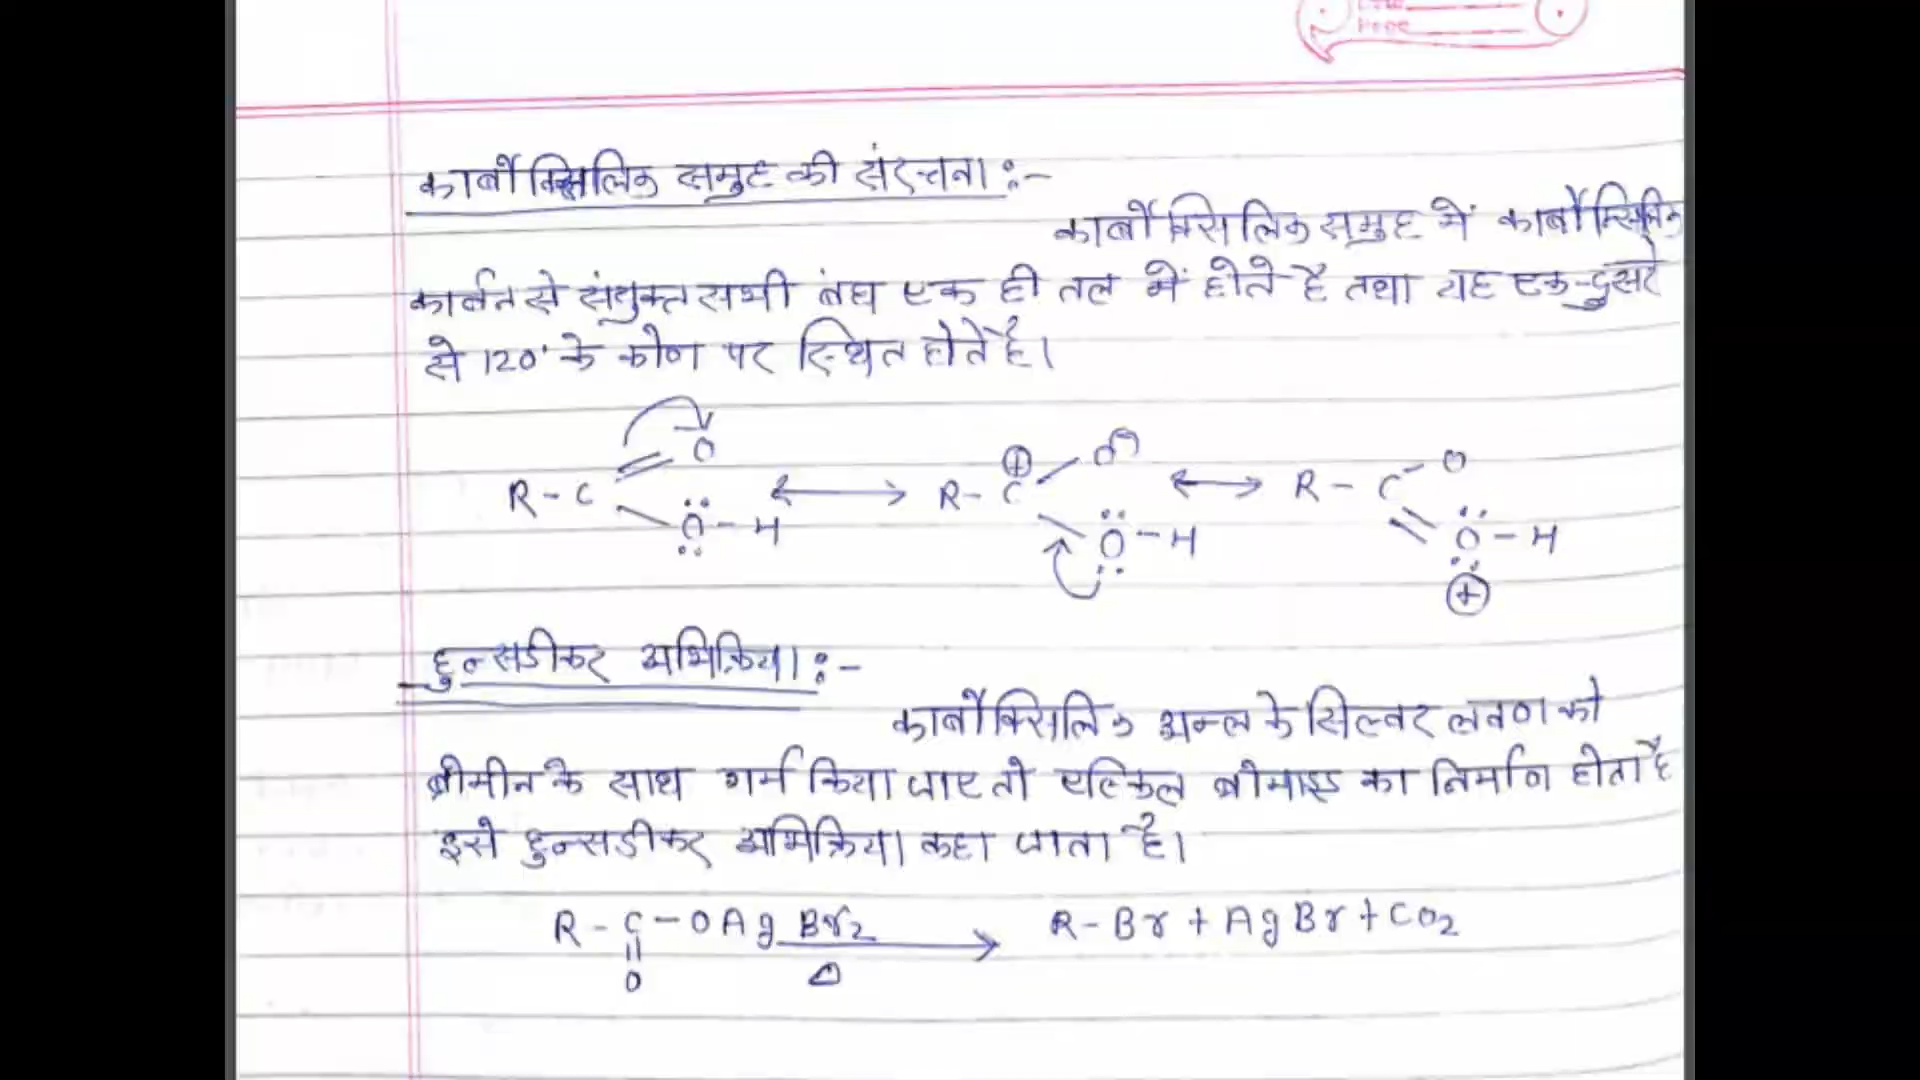 Page
कार्बोक्सिलिक समुह की संरचना :-
कार्बोक्सिलिक समुह में कार्बोक्सिलिक
कार्बन से संयुक्त सभी बंध एक ही तल में होते है तथा यह एक-दुसरे
से 120° के कोण पर स्थित होते है।
R-C=O-O-H ↔ R-C⊕-O-O-H ↔ R-C-O=O-H⊕
हुन्सडीकर अभिक्रिया :-
कार्बोक्सिलिक अम्ल के सिल्वर लवण को
ब्रोमीन के साथ गर्म किया जाए तो एल्किल ब्रोमाइड का निर्माण होता है
इसे हुन्सडीकर अभिक्रिया कहा जाता है।
R-C-OAg Br2 → R-Br + AgBr + CO2
O Δ